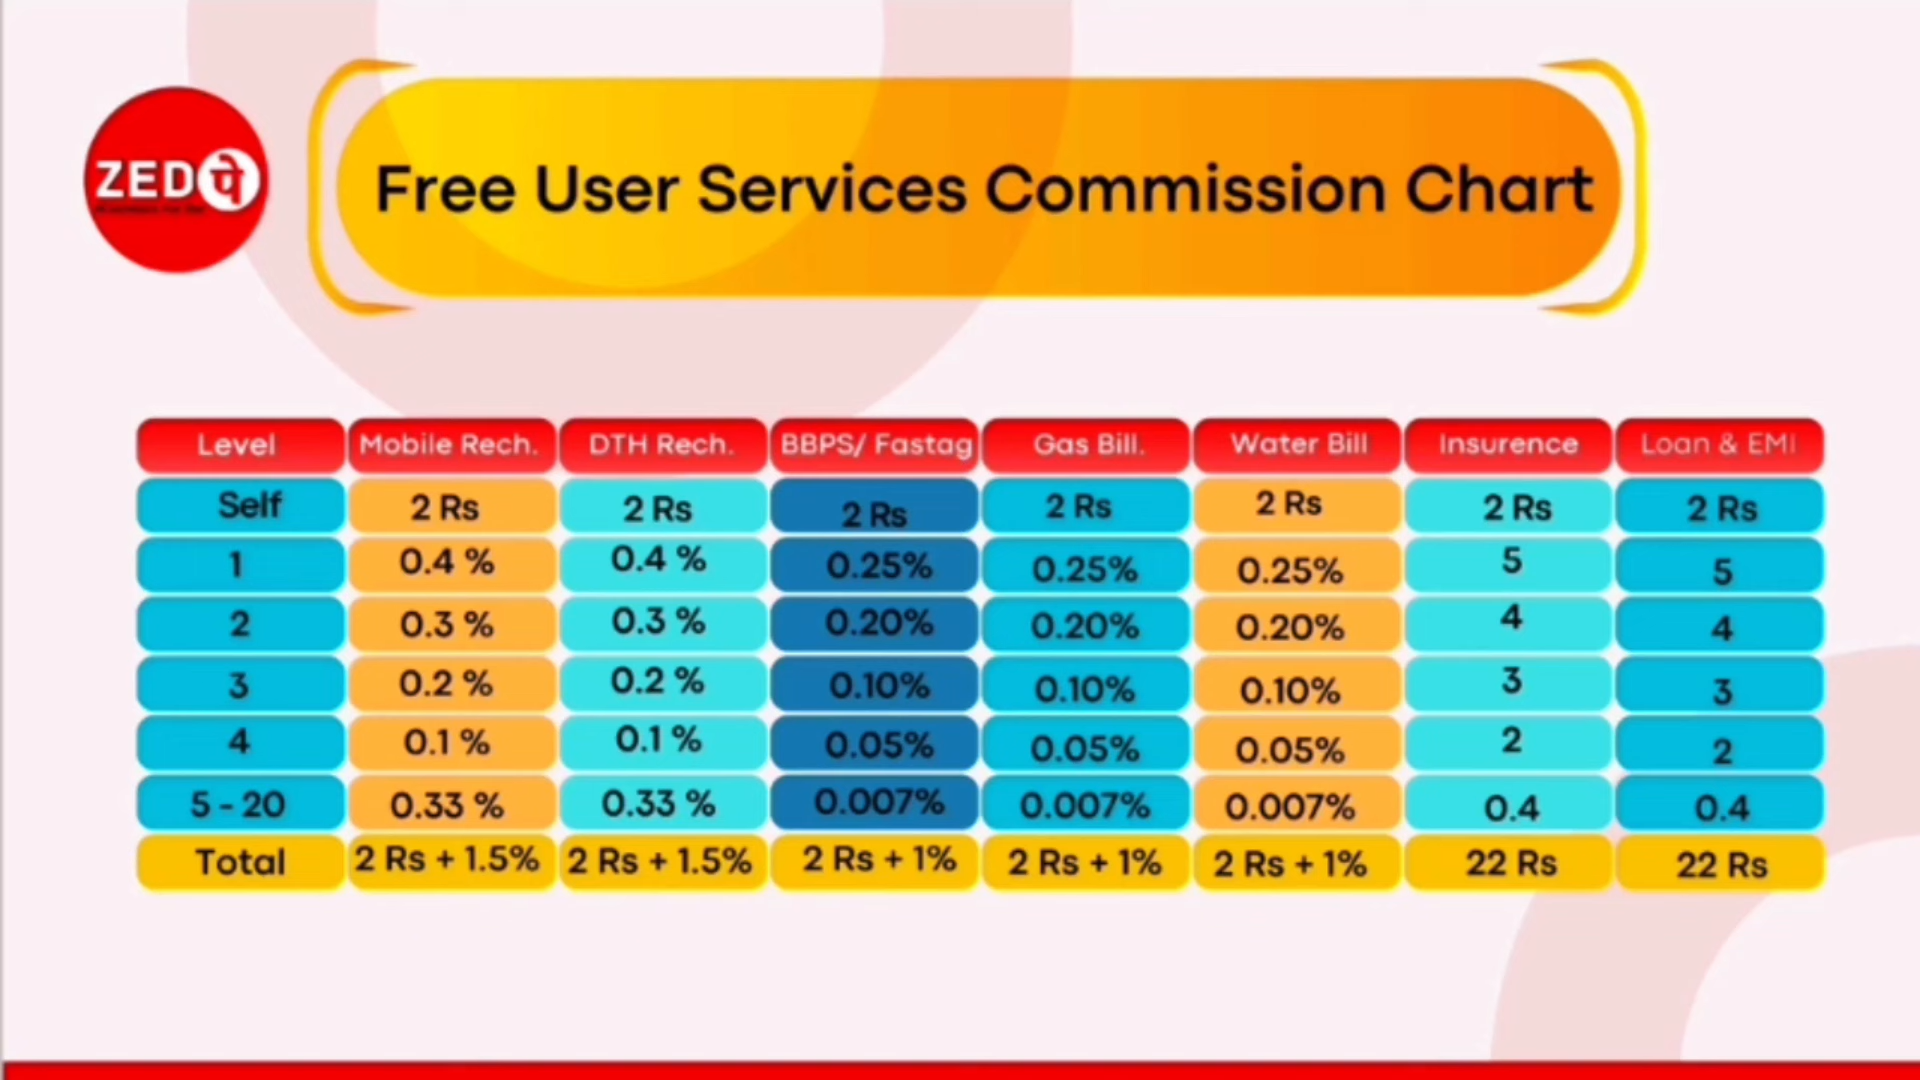 ZED पे
Free User Services Commission Chart
Level Mobile Rech. DTH Rech. BBPS/ Fastag Gas Bill. Water Bill Insurence Loan & EMI
Self 2 Rs 2 Rs 2 Rs 2 Rs 2 Rs 2 Rs 2 Rs
1 0.4 % 0.4 % 0.25% 0.25% 0.25% 5 5
2 0.3 % 0.3 % 0.20% 0.20% 0.20% 4 4
3 0.2 % 0.2 % 0.10% 0.10% 0.10% 3 3
4 0.1 % 0.1 % 0.05% 0.05% 0.05% 2 2
5 - 20 0.33 % 0.33 % 0.007% 0.007% 0.007% 0.4 0.4
Total 2 Rs + 1.5% 2 Rs + 1.5% 2 Rs + 1% 2 Rs + 1% 2 Rs + 1% 22 Rs 22 Rs